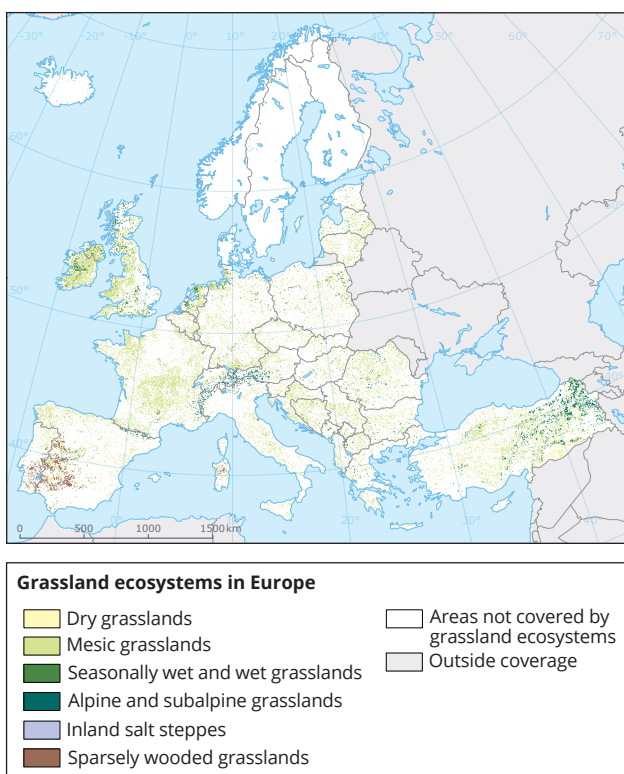 -30°
-20°
-10°
0°
10°
20°
30°
40°
50°
60°
70°
60°
50°
40°
40°
0
500
1000
1500 km
0°
20°
30°
Grassland ecosystems in Europe
Dry grasslands
Mesic grasslands
Seasonally wet and wet grasslands
Alpine and subalpine grasslands
Inland salt steppes
Sparsely wooded grasslands
Areas not covered by
grassland ecosystems
Outside coverage